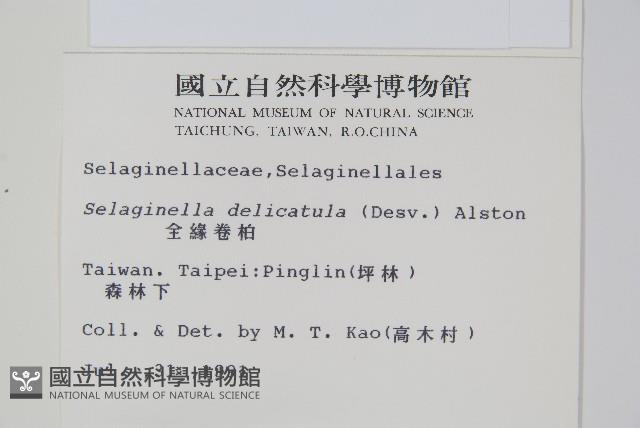 國立自然科學博物館
NATIONAL MUSEUM OF NATURAL SCIENCE
TAICHUNG, TAIWAN, R.O.CHINA
Selaginellaceae,Selaginellales
Selaginella delicatula (Desv.) Alston
全緣卷柏
Taiwan. Taipei:Pinglin(坪林)
森林下
Coll. & Det. by M. T. Kao(高木村)
Jul. 31, 
國立自然科學博物館
NATIONAL MUSEUM OF NATURAL SCIENCE